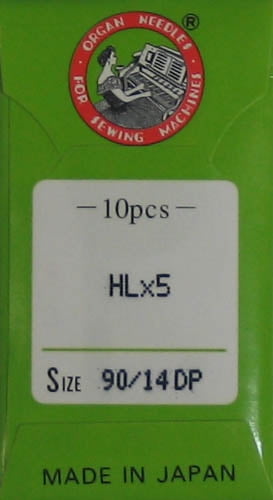 ORGAN NEEDLES
FOR SEWING MACHINES
®
-10pcs-
HLx5
SIZE 90/14 DP
MADE IN JAPAN